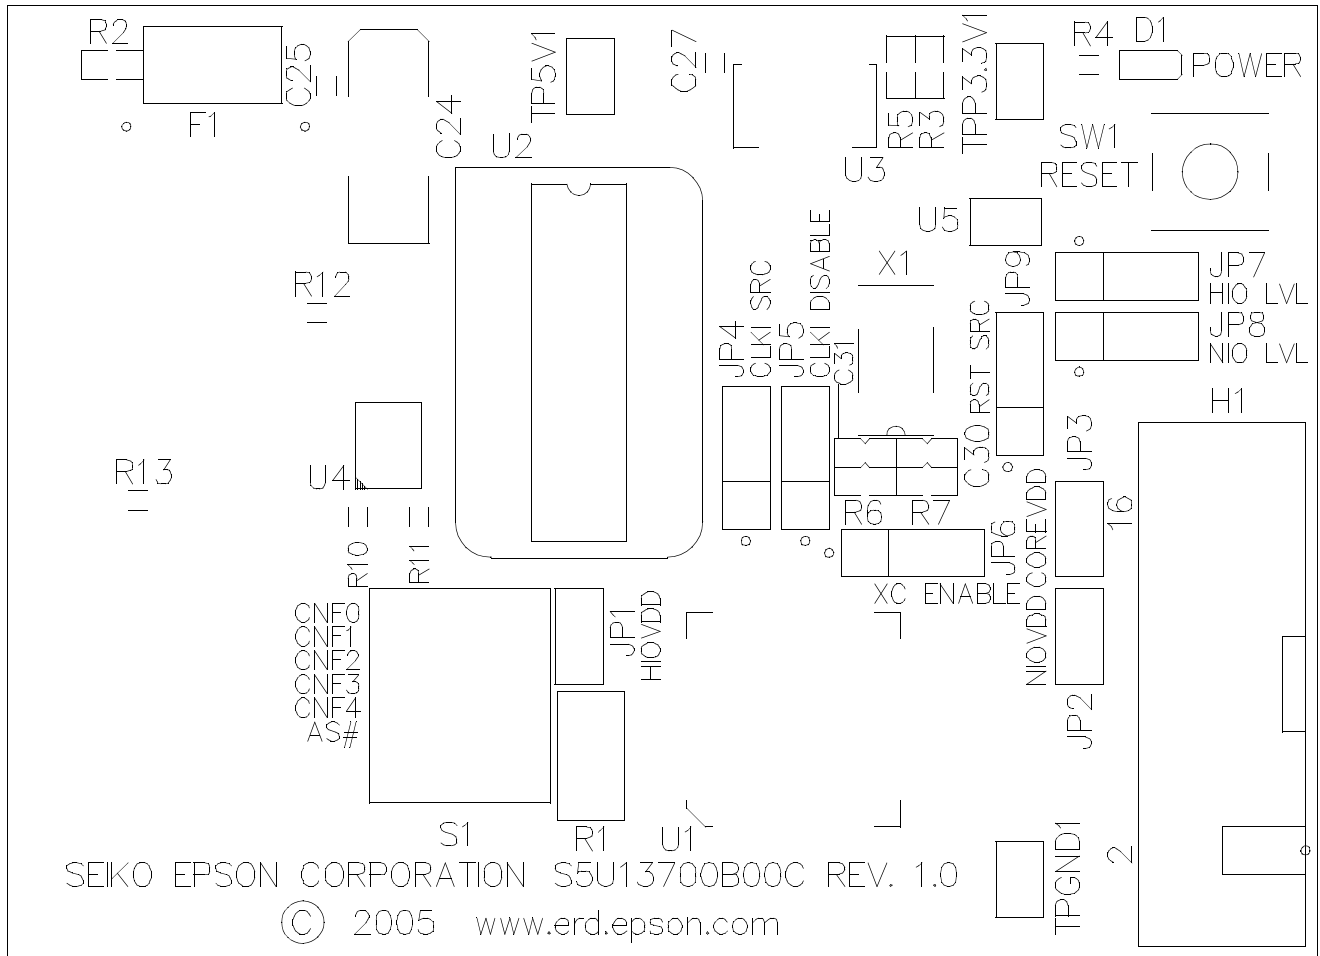 R2
F1
C25
C24
TP5V1
U2
C27
U3
R5
R3
TPP3.3V1
R4
D1
POWER
SW1
RESET
U5
X1
JP9
RST SRC
JP7
HIO LVL
JP8
NIO LVL
H1
R12
JP4
CLKI SRC
JP5
CLKI DISABLE
C31
C30
JP3
COREVDD
16
R13
U4
R6
R7
JP6
XC ENABLE
R10
R11
CNF0
CNF1
CNF2
CNF3
CNF4
AS#
JP1
HIOVDD
NIOVDD
JP2
S1
R1
U1
TPGND1
2
SEIKO EPSON CORPORATION S5U13700B00C REV. 1.0
© 2005 www.erd.epson.com